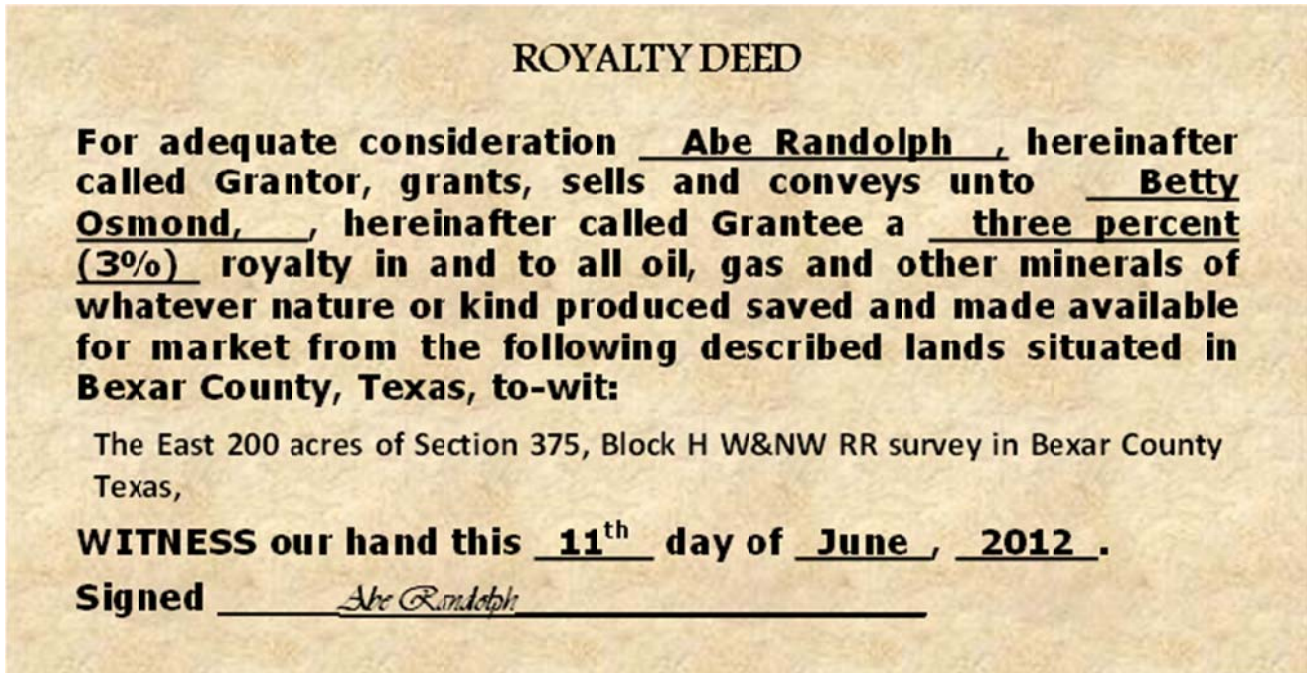 ROYALTY DEED
For adequate consideration Abe Randolph , hereinafter
called Grantor, grants, sells and conveys unto Betty
Osmond, , hereinafter called Grantee a three percent
(3%) royalty in and to all oil, gas and other minerals of
whatever nature or kind produced saved and made available
for market from the following described lands situated in
Bexar County, Texas, to-wit:
The East 200 acres of Section 375, Block H W&NW RR survey in Bexar County
Texas,
WITNESS our hand this 11th day of June , 2012 .
Signed Abe Randolph